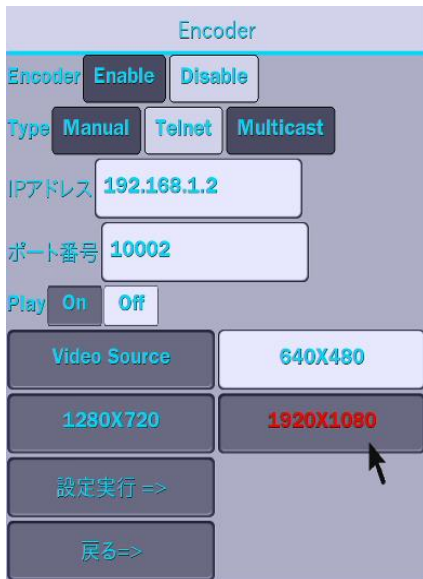 Encoder
Encoder Enable Disable
Type Manual Telnet Multicast
IPアドレス 192.168.1.2
ポート番号 10002
Play On Off
Video Source 640X480
1280X720 1920X1080
設定実行 =>
戻る=>